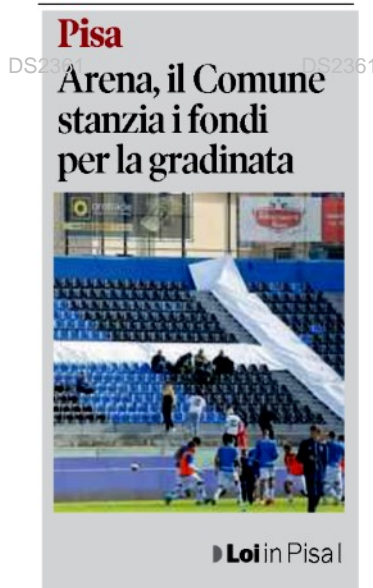 Pisa
DS2361 DS2361
Arena, il Comune
stanzia i fondi
per la gradinata
Loi in Pisa I